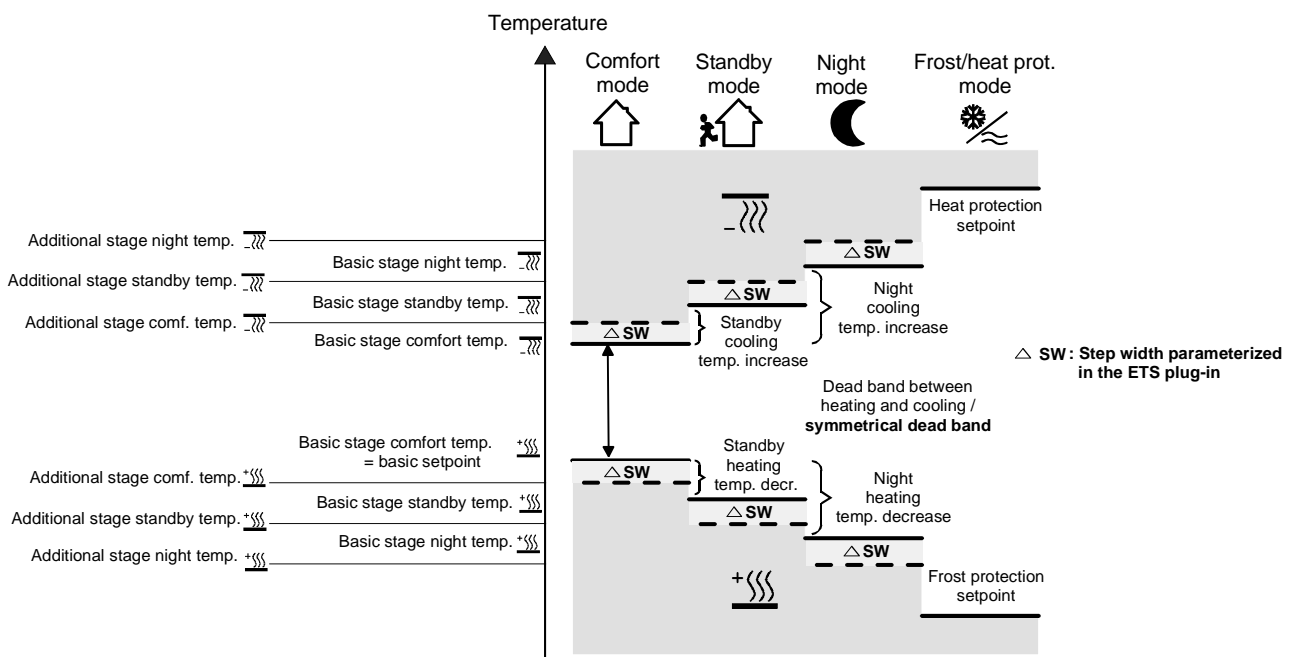 Temperature
Comfort
mode
Standby
mode
Night
mode
Frost/heat prot.
mode
Heat protection
setpoint
Additional stage night temp.
Basic stage night temp.
Additional stage standby temp.
Basic stage standby temp.
Additional stage comf. temp.
Basic stage comfort temp.
△ SW
△ SW
△ SW
Standby
cooling
temp. increase
Night
cooling
temp. increase
△ SW : Step width parameterized
in the ETS plug-in
Dead band between
heating and cooling /
symmetrical dead band
Basic stage comfort temp.
= basic setpoint
Additional stage comf. temp.
Basic stage standby temp.
Additional stage standby temp.
Basic stage night temp.
Additional stage night temp.
△ SW
△ SW
△ SW
Standby
heating
temp. decr.
Night
heating
temp. decrease
Frost protection
setpoint